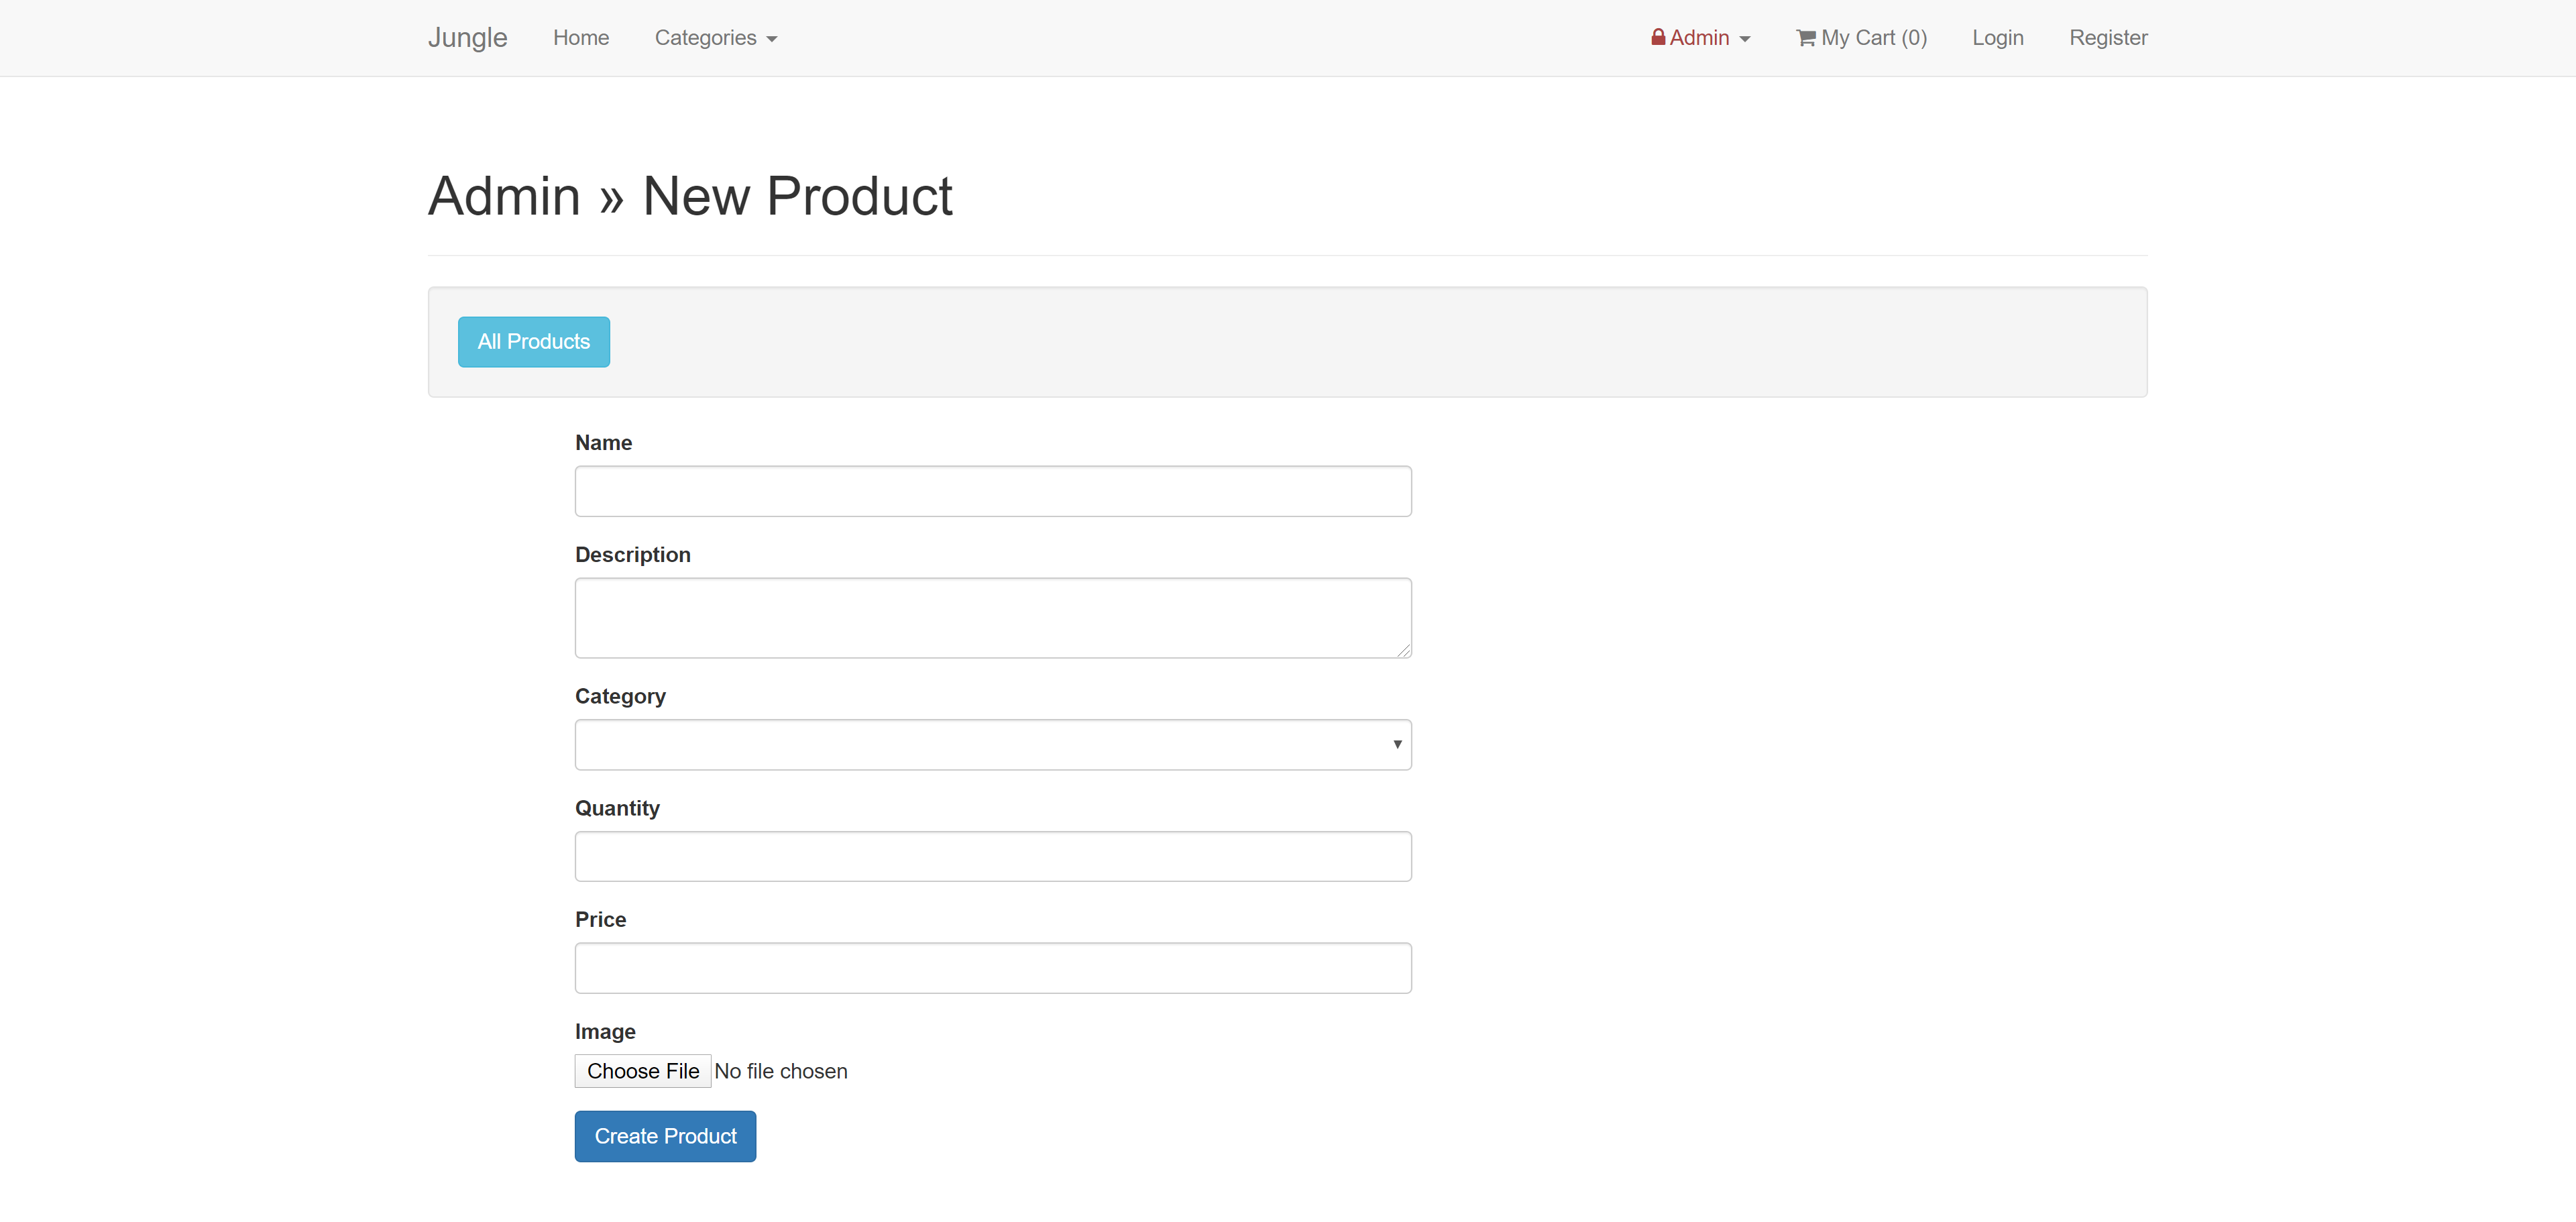 Jungle Home Categories Admin My Cart (0) Login Register
Admin » New Product
All Products
Name
Description
Category
Quantity
Price
Image
Choose File No file chosen
Create Product